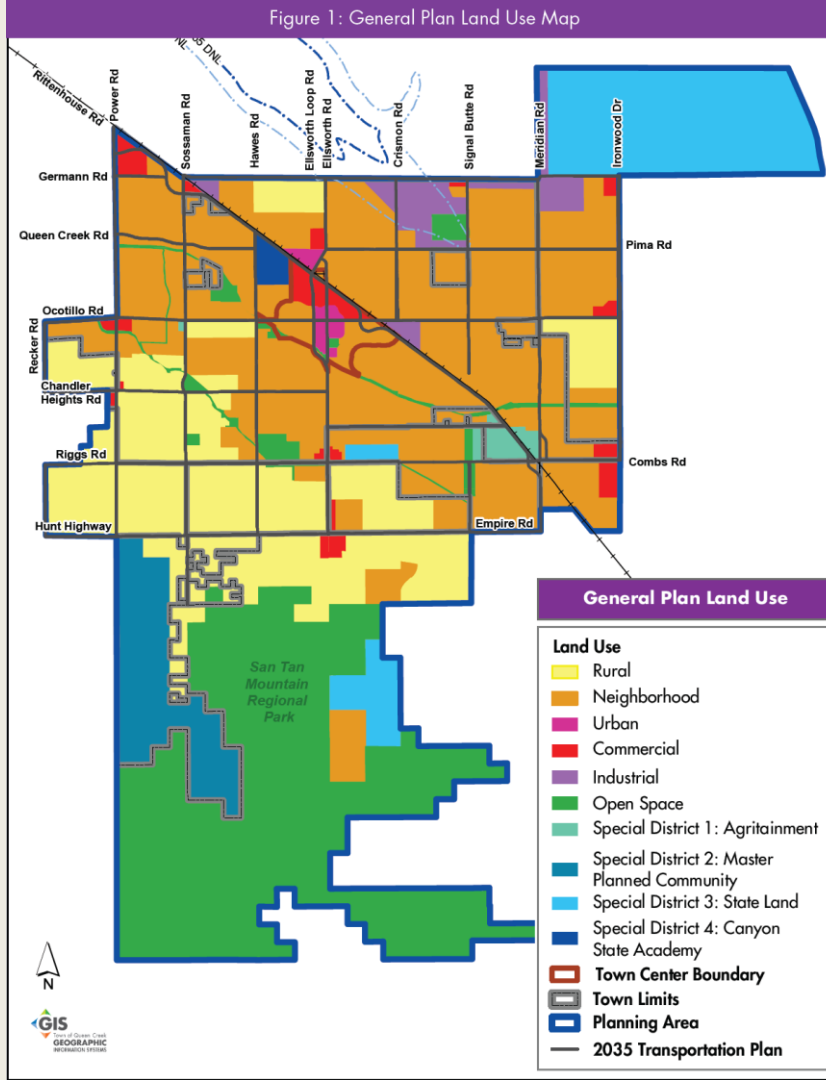 Figure 1: General Plan Land Use Map
65 DNL
NL
Rittenhouse Rd
Power Rd
Sossaman Rd
Hawes Rd
Ellsworth Loop Rd
Ellsworth Rd
Crismon Rd
Signal Butte Rd
Meridian Rd
Ironwood Dr
Germann Rd
Queen Creek Rd
Pima Rd
Ocotillo Rd
Recker Rd
Chandler
Heights Rd
Riggs Rd
Combs Rd
Hunt Highway
Empire Rd
San Tan
Mountain
Regional
Park
General Plan Land Use
Land Use
Rural
Neighborhood
Urban
Commercial
Industrial
Open Space
Special District 1: Agritainment
Special District 2: Master
Planned Community
Special District 3: State Land
Special District 4: Canyon
State Academy
Town Center Boundary
Town Limits
Planning Area
2035 Transportation Plan
N
GIS
Town of Queen Creek
GEOGRAPHIC
INFORMATION SYSTEMS